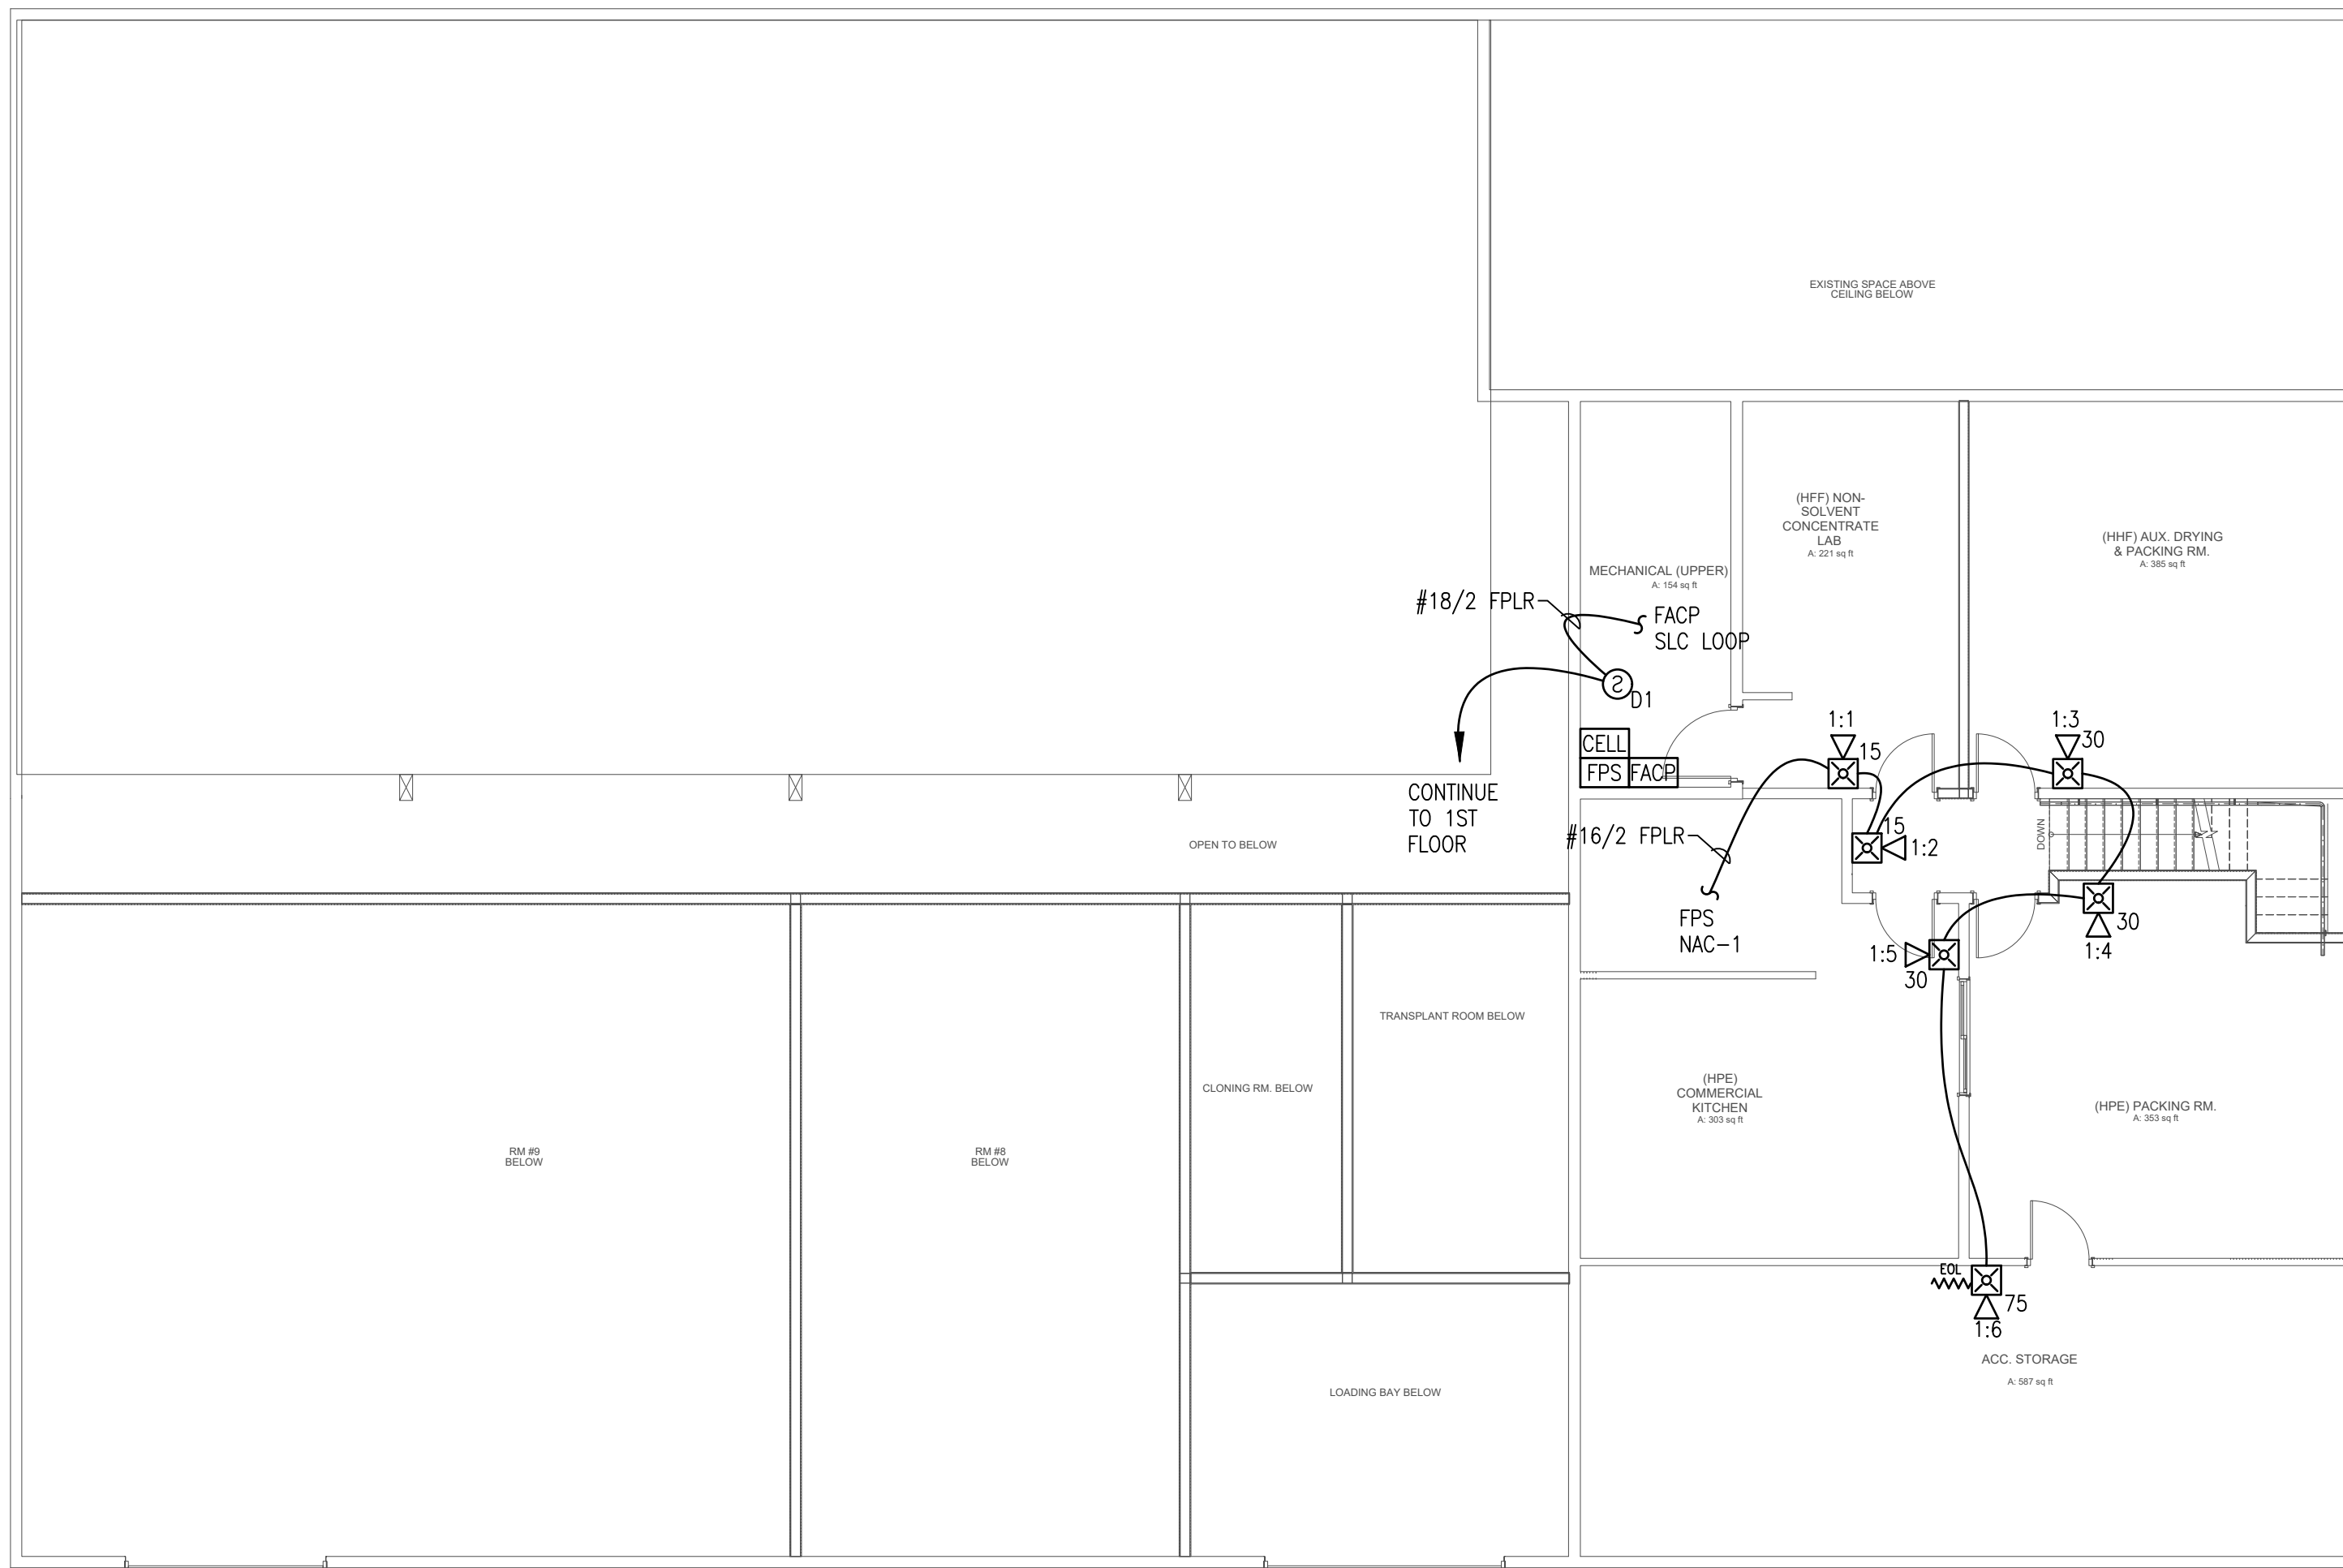 EXISTING SPACE ABOVE
CEILING BELOW
(HFF) NON-
SOLVENT
CONCENTRATE
LAB
A: 221 sq ft
(HHF) AUX. DRYING
& PACKING RM.
A: 385 sq ft
MECHANICAL (UPPER)
A: 154 sq ft
#18/2 FPLR
FACP
SLC LOOP
D1
CELL
FPS FACP
CONTINUE
TO 1ST
FLOOR
1:1
15
1:3
30
15
1:2
DOWN
#16/2 FPLR
OPEN TO BELOW
FPS
NAC-1
30
1:4
1:5
30
TRANSPLANT ROOM BELOW
CLONING RM. BELOW
(HPE)
COMMERCIAL
KITCHEN
A: 303 sq ft
(HPE) PACKING RM.
A: 353 sq ft
RM #9
BELOW
RM #8
BELOW
EOL
75
1:6
ACC. STORAGE
A: 587 sq ft
LOADING BAY BELOW